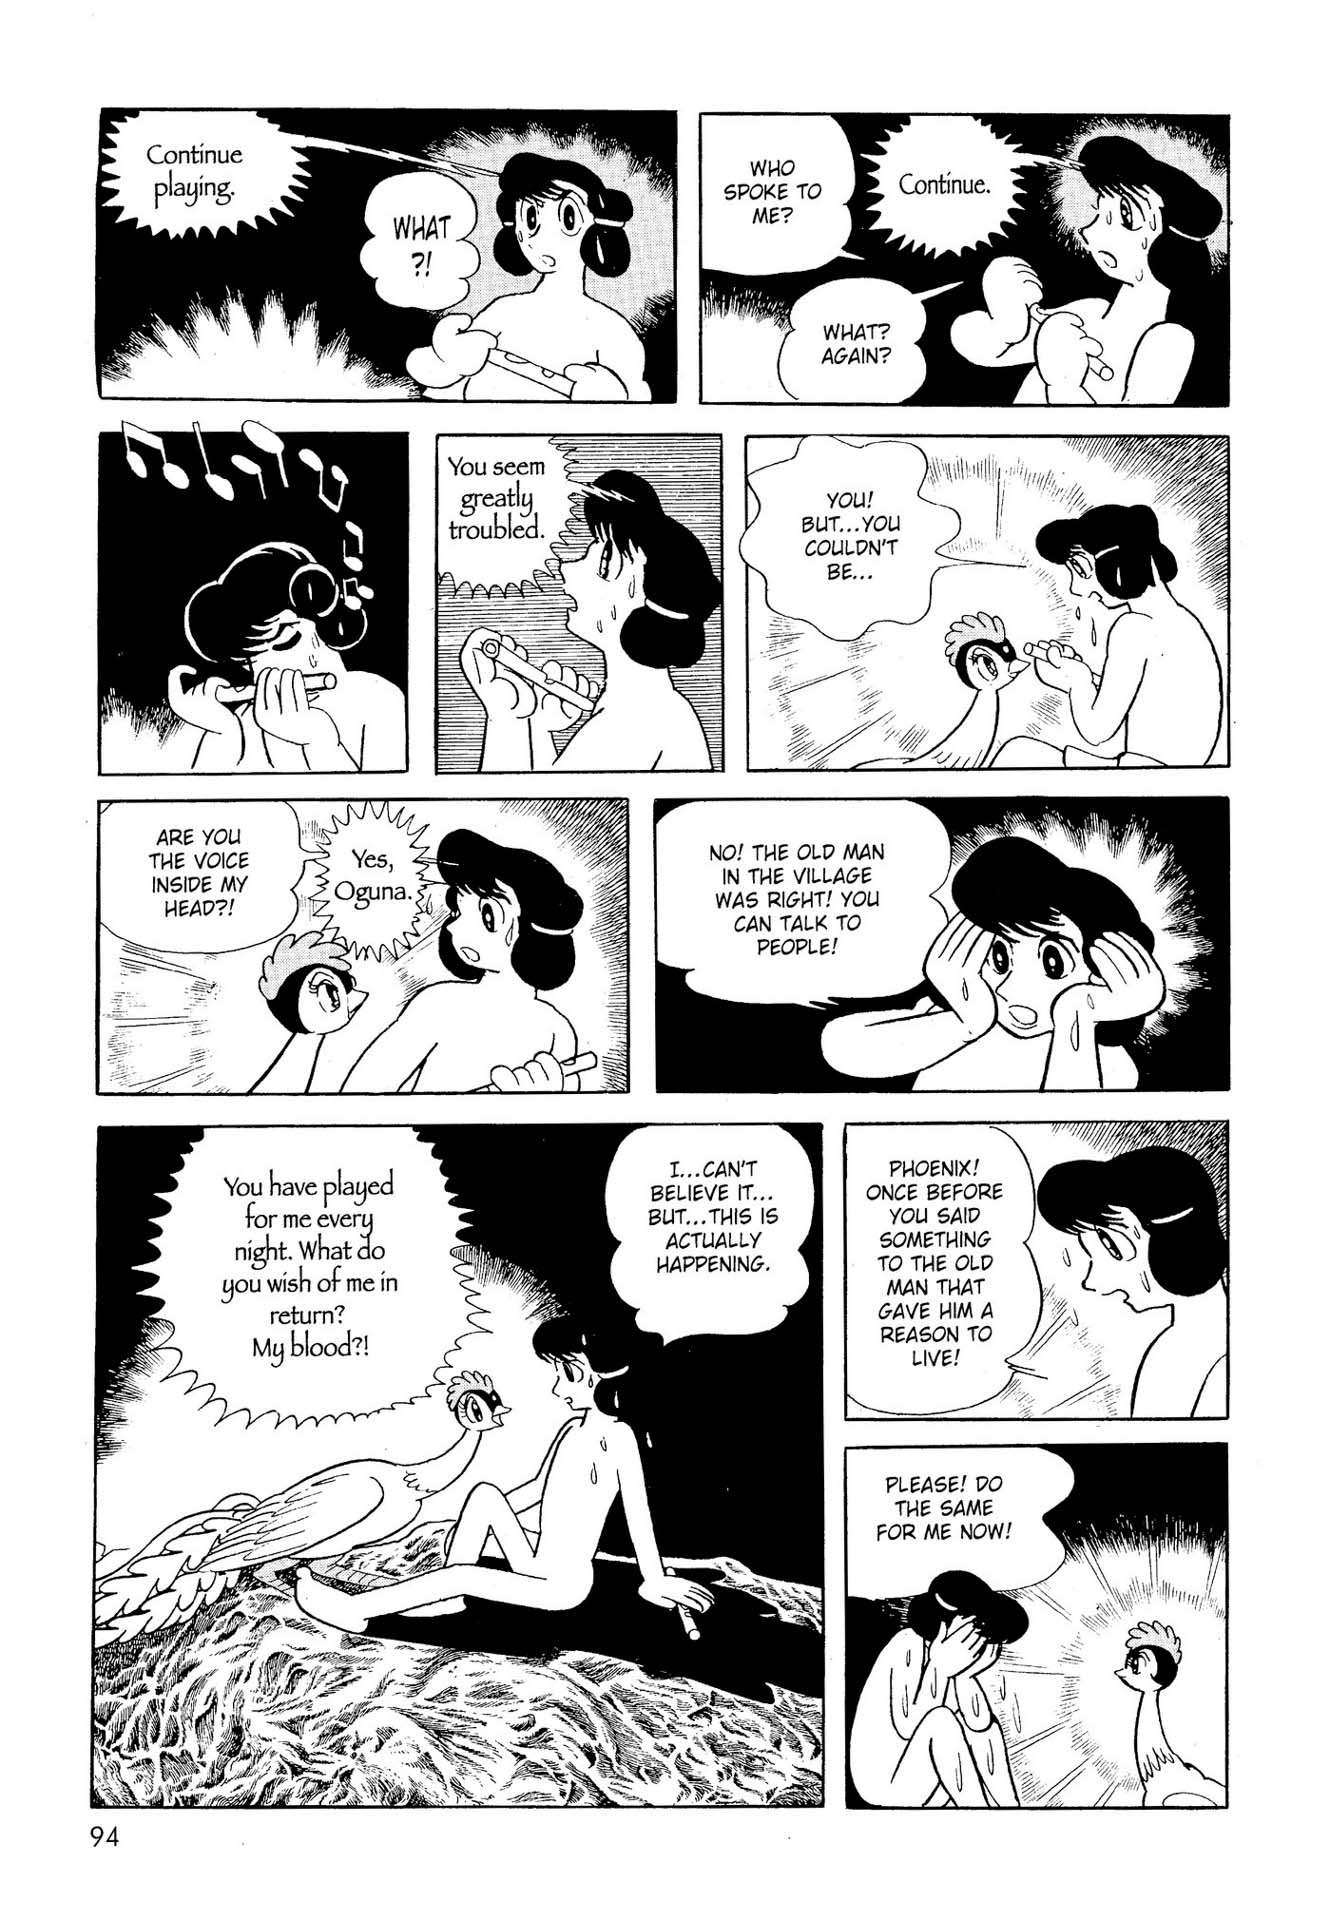 Continue
playing.
WHAT
?!
WHO
SPOKE TO
ME?
Continue.
WHAT?
AGAIN?
You seem
greatly
troubled.
YOU!
BUT...YOU
COULDN'T
BE...
ARE YOU
THE VOICE
INSIDE MY
HEAD?!
Yes,
Oguna.
NO! THE OLD MAN
IN THE VILLAGE
WAS RIGHT! YOU
CAN TALK TO
PEOPLE!
You have played
for me every
night. What do
you wish of me in
return?
My blood?!
I...CAN'T
BELIEVE IT...
BUT...THIS IS
ACTUALLY
HAPPENING.
PHOENIX!
ONCE BEFORE
YOU SAID
SOMETHING
TO THE OLD
MAN THAT
GAVE HIM A
REASON TO
LIVE!
PLEASE! DO
THE SAME
FOR ME NOW!
94